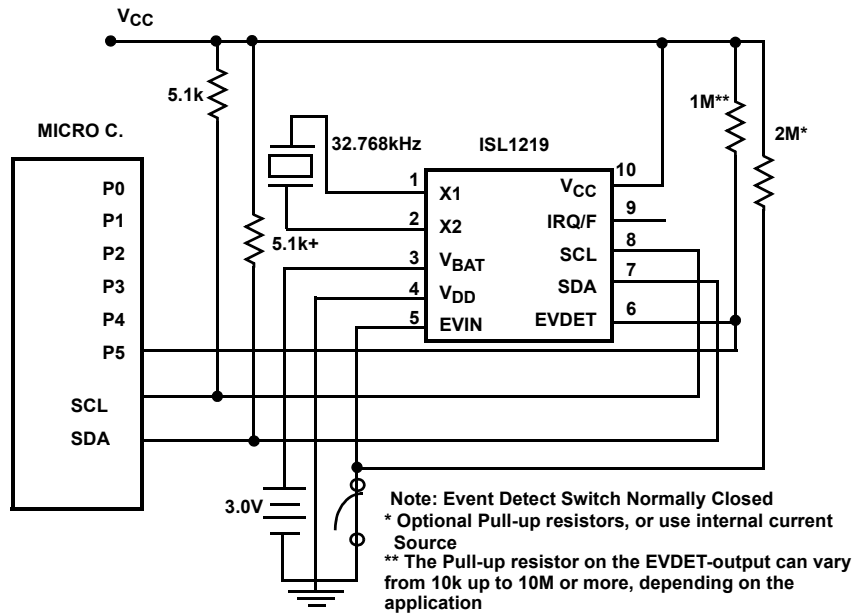 VCC
5.1k
1M**
MICRO C.
32.768kHz
ISL1219
2M*
P0
P1
P2
P3
P4
P5
SCL
SDA
5.1k+
1
2
3
4
5
X1
X2
VBAT
VDD
EVIN
VCC
IRQ/F
SCL
SDA
EVDET
10
9
8
7
6
3.0V
Note: Event Detect Switch Normally Closed
* Optional Pull-up resistors, or use internal current
Source
** The Pull-up resistor on the EVDET-output can vary
from 10k up to 10M or more, depending on the
application